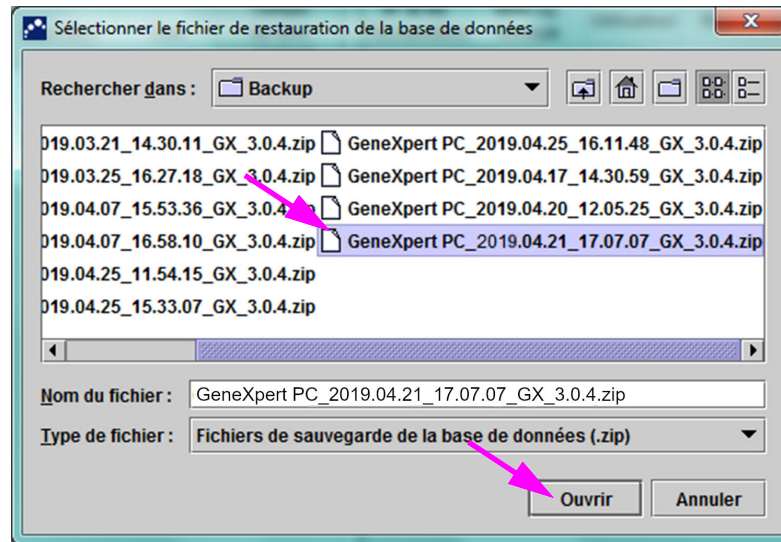 Sélectionner le fichier de restauration de la base de données
Rechercher dans : Backup
019.03.21_14.30.11_GX_3.0.4.zip GeneXpert PC_2019.04.25_16.11.48_GX_3.0.4.zip
019.03.25_16.27.18_GX_3.0.4.zip GeneXpert PC_2019.04.17_14.30.59_GX_3.0.4.zip
019.04.07_15.53.36_GX_3.0.4.zip GeneXpert PC_2019.04.20_12.05.25_GX_3.0.4.zip
019.04.07_16.58.10_GX_3.0.4.zip GeneXpert PC_2019.04.21_17.07.07_GX_3.0.4.zip
019.04.25_11.54.15_GX_3.0.4.zip
019.04.25_15.33.07_GX_3.0.4.zip
Nom du fichier : GeneXpert PC_2019.04.21_17.07.07_GX_3.0.4.zip
Type de fichier : Fichiers de sauvegarde de la base de données (.zip)
Ouvrir Annuler